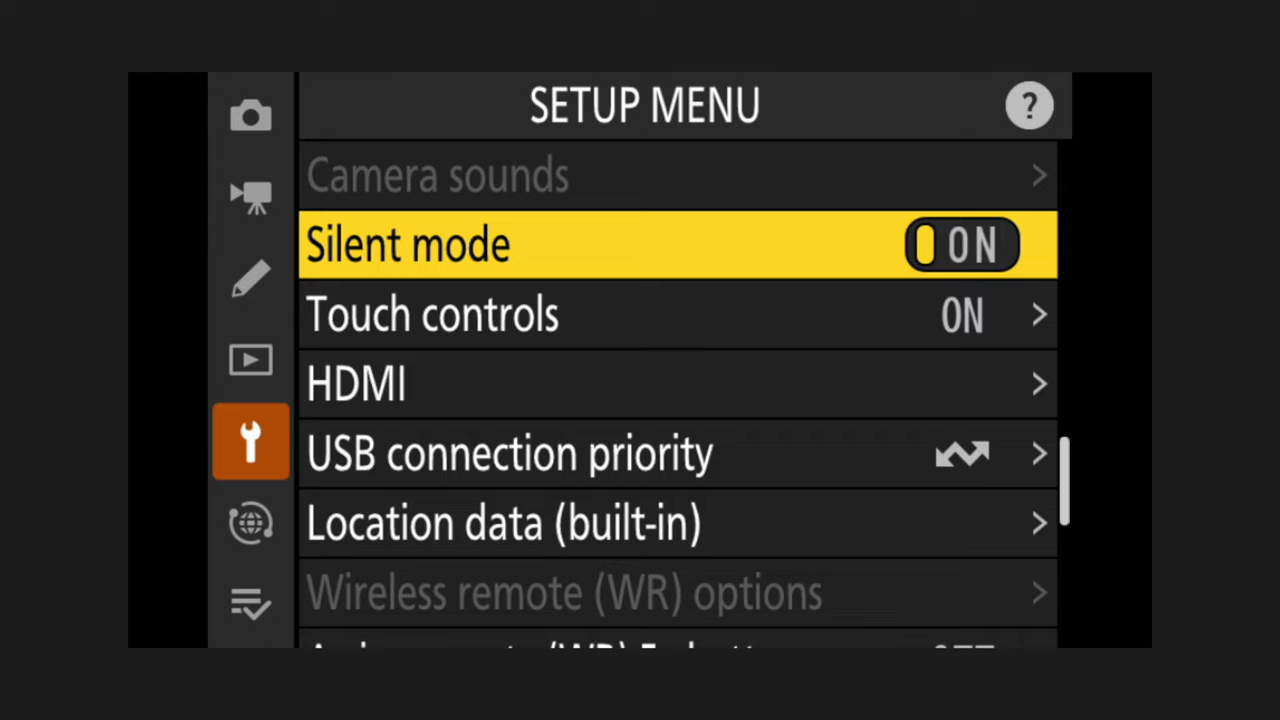 SETUP MENU ?
Camera sounds >
Silent mode ON
Touch controls ON >
HDMI >
USB connection priority >
Location data (built-in) >
Wireless remote (WR) options >
(WR)